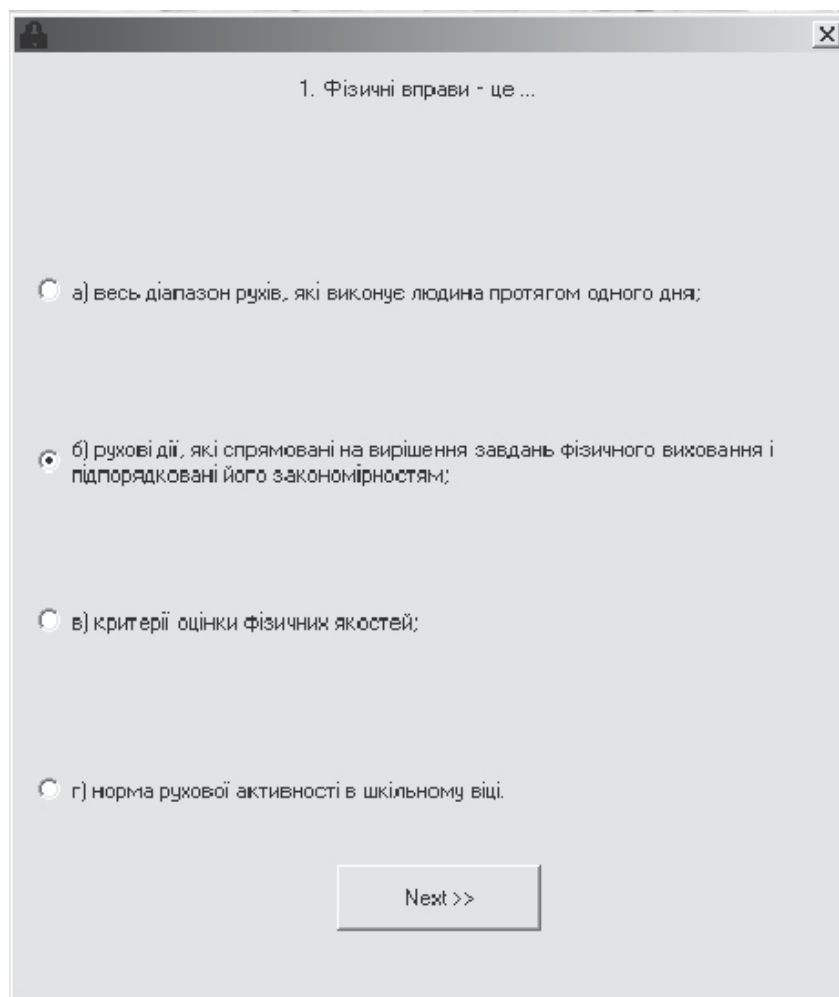 1. Фізичні вправи - це ...
а) весь діапазон рухів, які виконує людина протягом одного дня;
б) рухові дії, які спрямовані на вирішення завдань фізичного виховання і
підпорядковані його закономірностям;
в) критерії оцінки фізичних якостей;
г) норма рухової активності в шкільному віці.
Next >>